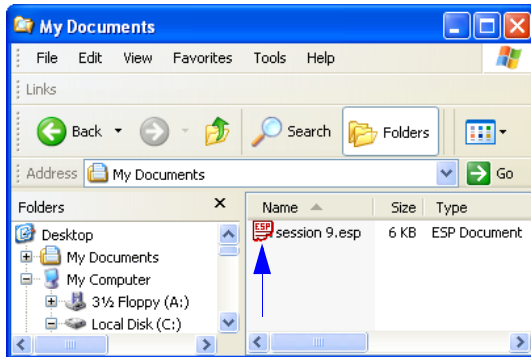 My Documents
File Edit View Favorites Tools Help
Links
Back Search Folders
Address My Documents Go
Folders
Name Size Type
Desktop
My Documents
My Computer
3½ Floppy (A:)
Local Disk (C:)
ESP session 9.esp 6 KB ESP Document